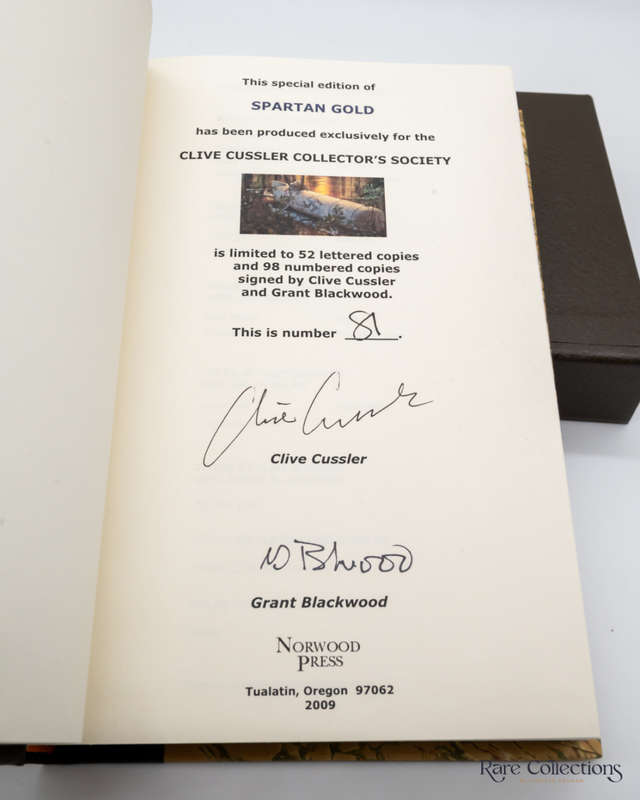 This special edition of
SPARTAN GOLD
has been produced exclusively for the
CLIVE CUSSLER COLLECTOR'S SOCIETY
is limited to 52 lettered copies
and 98 numbered copies
signed by Clive Cussler
and Grant Blackwood.
This is number 81.
Clive Cussler
Clive Cussler
Grant Blackwood
NORWOOD
PRESS
Tualatin, Oregon 97062
2009
Rare Collections